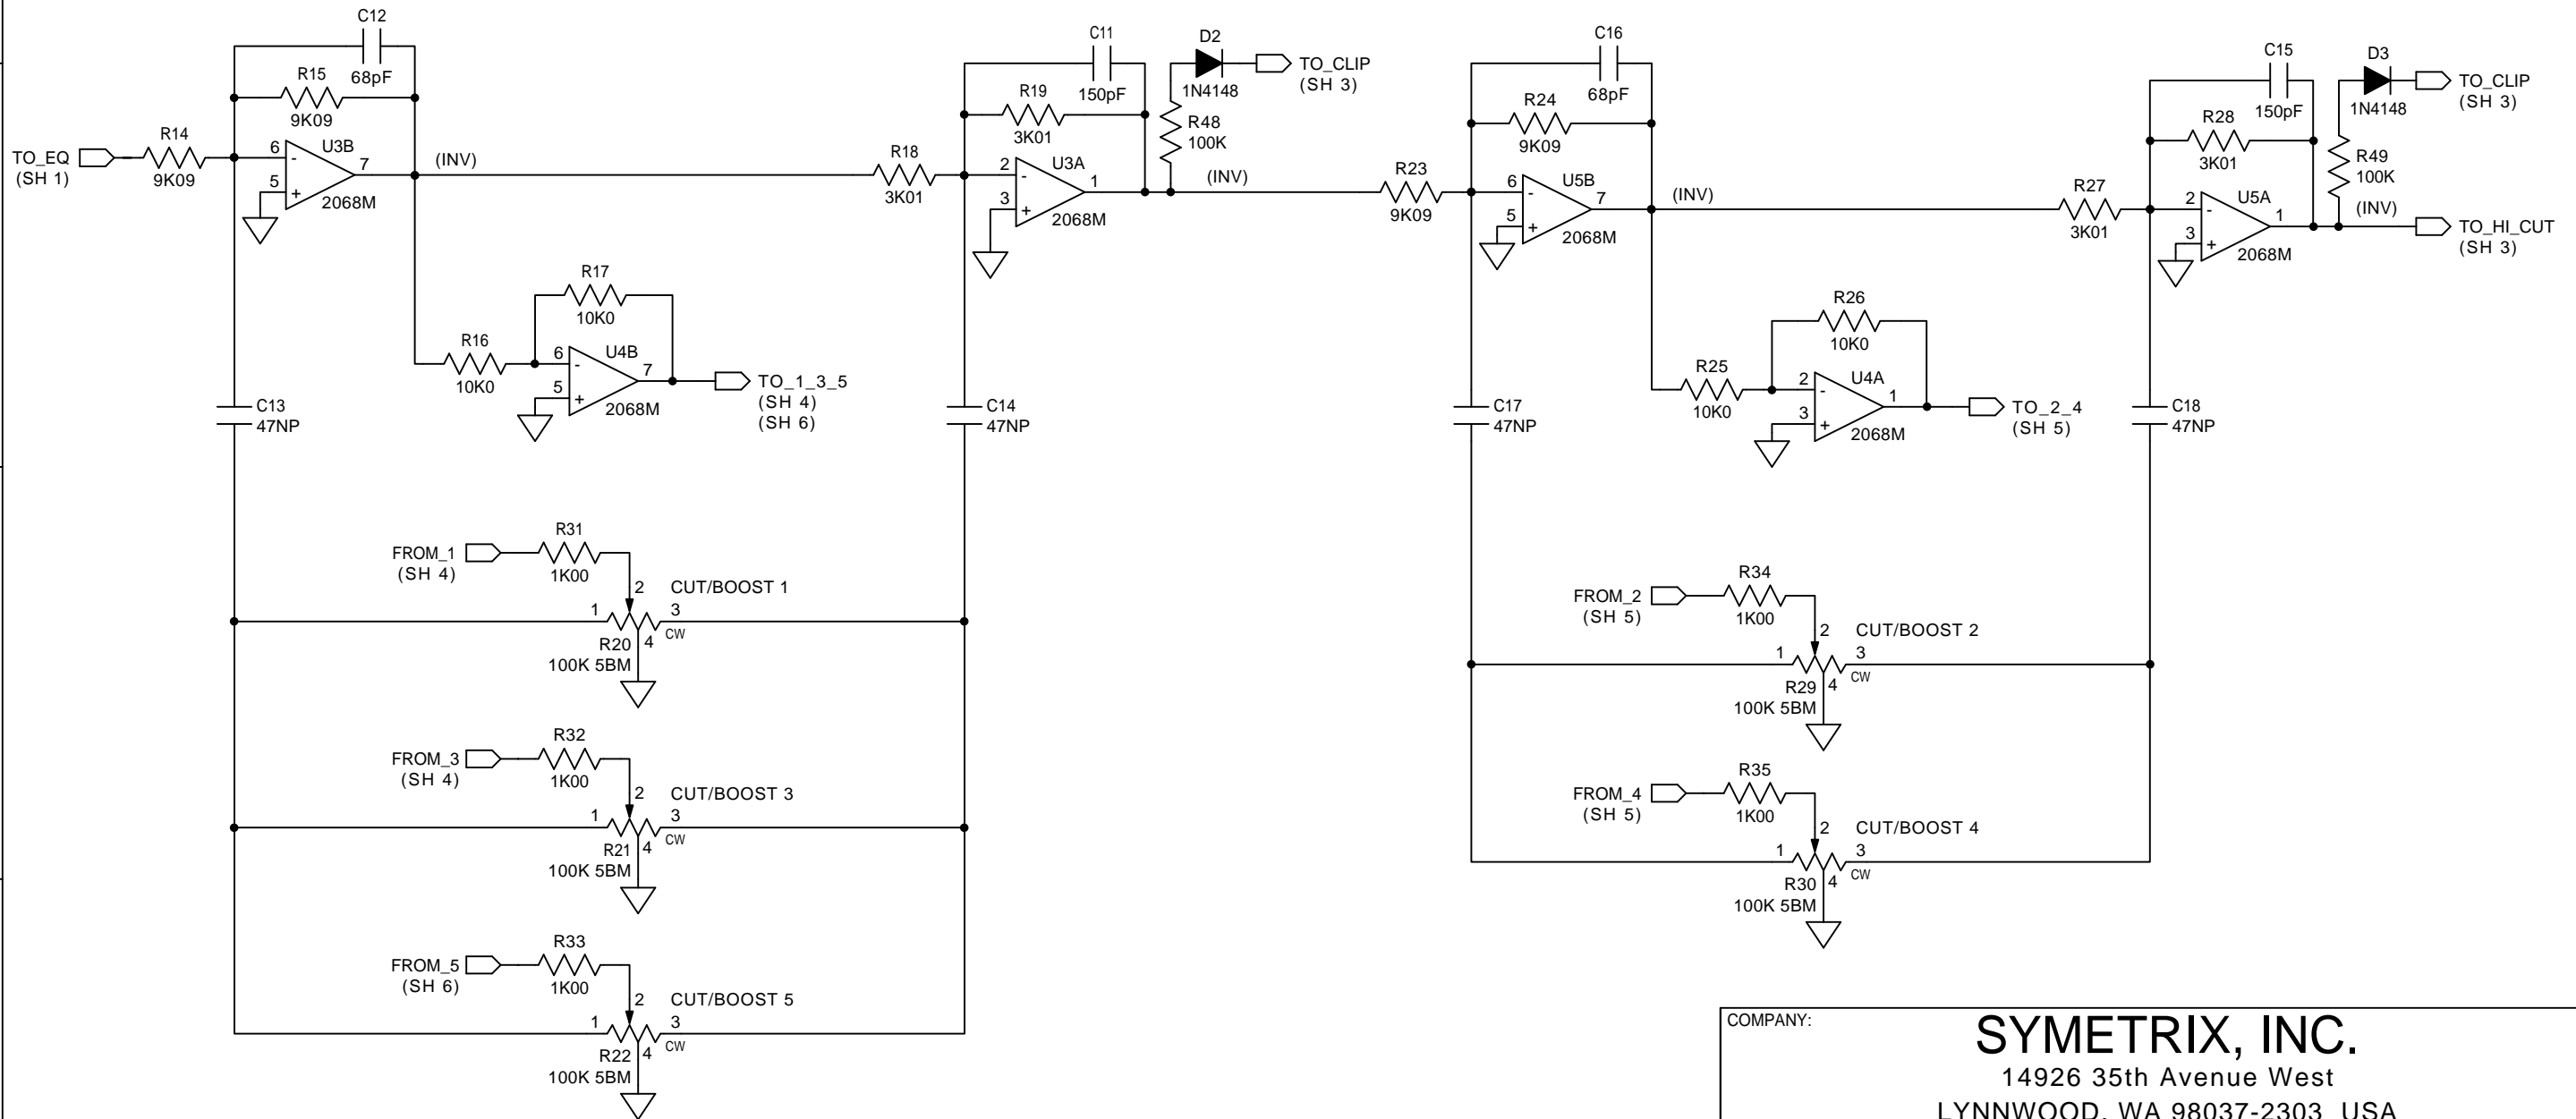 C12
68pF
R15
9K09
R14
9K09
TO_EQ
(SH 1)
6
5
-
+
U3B
7
2068M
(INV)
R16
10K0
R17
10K0
6
5
-
+
U4B
7
2068M
TO_1_3_5
(SH 4)
(SH 6)
C13
47NP
R18
3K01
C11
150pF
R19
3K01
2
3
-
+
U3A
1
2068M
D2
1N4148
TO_CLIP
(SH 3)
R48
100K
(INV)
C14
47NP
FROM_1
(SH 4)
R31
1K00
2
CUT/BOOST 1
1
3
CW
R20
4
100K 5BM
FROM_3
(SH 4)
R32
1K00
2
CUT/BOOST 3
1
3
CW
R21
4
100K 5BM
FROM_5
(SH 6)
R33
1K00
2
CUT/BOOST 5
1
3
CW
R22
4
100K 5BM
R23
9K09
C16
68pF
R24
9K09
6
5
-
+
U5B
7
2068M
(INV)
R25
10K0
R26
10K0
2
3
-
+
U4A
1
2068M
TO_2_4
(SH 5)
C17
47NP
R27
3K01
C15
150pF
R28
3K01
2
3
-
+
U5A
1
2068M
D3
1N4148
TO_CLIP
(SH 3)
R49
100K
(INV)
TO_HI_CUT
(SH 3)
C18
47NP
FROM_2
(SH 5)
R34
1K00
2
CUT/BOOST 2
1
3
CW
R29
4
100K 5BM
FROM_4
(SH 5)
R35
1K00
2
CUT/BOOST 4
1
3
CW
R30
4
100K 5BM
COMPANY:
SYMETRIX, INC.
14926 35th Avenue West
LYNNWOOD, WA 98037-2303 USA